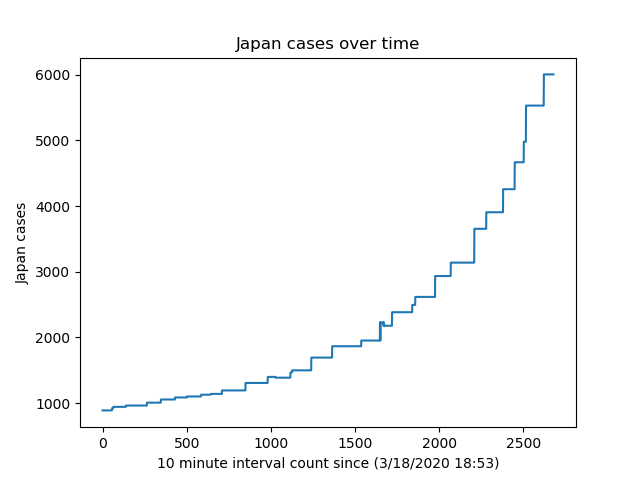 Japan cases over time
6000
5000
4000
3000
2000
1000
Japan cases
0 500 1000 1500 2000 2500
10 minute interval count since (3/18/2020 18:53)